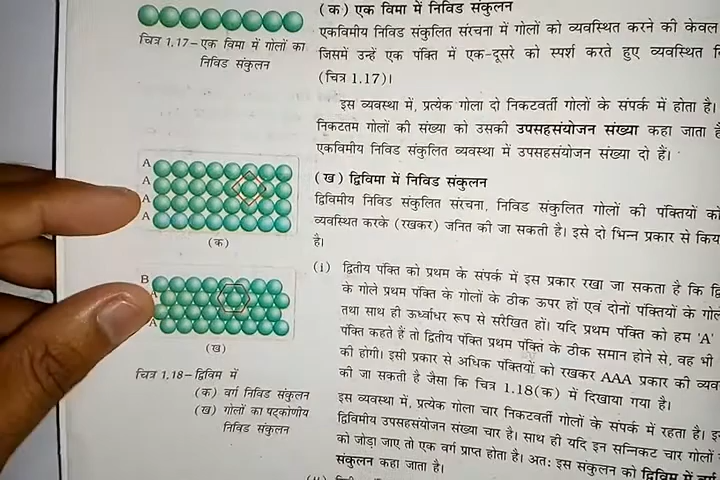 (क) एक विमा में निविड संकुलन
एकविमीय निविड संकुलित संरचना में गोलों को व्यवस्थित करने की केवल
जिसमें उन्हें एक पंक्ति में एक-दूसरे को स्पर्श करते हुए व्यवस्थित
(चित्र 1.17)।
इस व्यवस्था में, प्रत्येक गोला दो निकटवर्ती गोलों के संपर्क में होता है।
निकटतम गोलों की संख्या को उसकी उपसहसंयोजन संख्या कहा जाता है
एकविमीय निविड संकुलित व्यवस्था में उपसहसंयोजन संख्या दो हैं।
(ख) द्विविमा में निविड संकुलन
द्विविमीय निविड संकुलित संरचना, निविड संकुलित गोलों की पंक्तियों को
व्यवस्थित करके (रखकर) जनित की जा सकती है। इसे दो भिन्न प्रकार से
है।
(i) द्वितीय पंक्ति को प्रथम के संपर्क में इस प्रकार रखा जा सकता है कि
के गोले प्रथम पंक्ति के गोलों के ठीक ऊपर हों एवं दोनों पंक्तियों के
तथा साथ ही ऊर्ध्वाधर रूप से सरेखित हों। यदि प्रथम पंक्ति को हम 'A'
पंक्ति कहते हैं तो द्वितीय पंक्ति प्रथम पंक्ति के ठीक समान होने से, वह भी
की होगी। इसी प्रकार से अधिक पंक्तियों को रखकर AAA प्रकार की
की जा सकती है जैसा कि चित्र 1.18(क) में दिखाया गया है।
इस व्यवस्था में, प्रत्येक गोला चार निकटवर्ती गोलों के संपर्क में रहता है।
द्विविमीय उपसहसंयोजन संख्या चार है। साथ ही यदि इन सन्निकट चार गोलों
को जोड़ा जाए तो एक वर्ग प्राप्त होता है। अतः इस संकुलन को द्विविम में वर्ग
संकुलन कहा जाता है।
चित्र 1.17–एक विमा में गोलों का
निविड संकुलन
A
A
A
A
(क)
B
A
A
(ख)
चित्र 1.18–द्विविम में
(क) वर्ग निविड संकुलन
(ख) गोलों का षट्कोणीय
निविड संकुलन